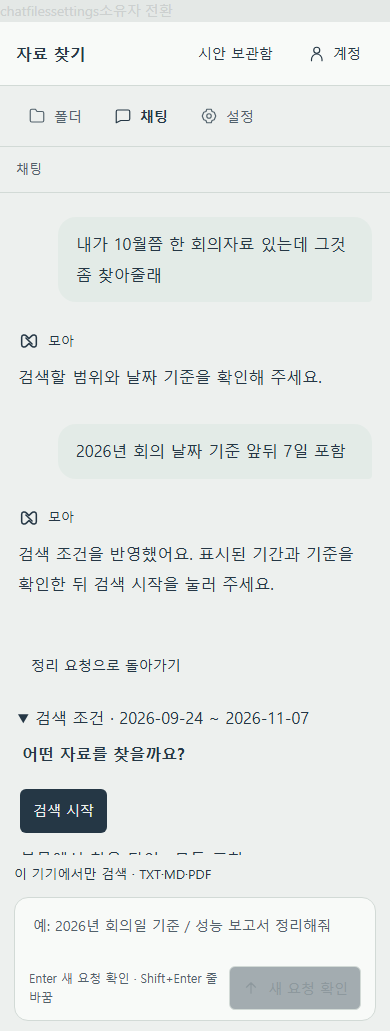 chatfilessettings소유자 전환
자료 찾기
시안 보관함
계정
폴더
채팅
설정
채팅
내가 10월쯤 한 회의자료 있는데 그것
좀 찾아줄래
모아
검색할 범위와 날짜 기준을 확인해 주세요.
2026년 회의 날짜 기준 앞뒤 7일 포함
모아
검색 조건을 반영했어요. 표시된 기간과 기준을
확인한 뒤 검색 시작을 눌러 주세요.
정리 요청으로 돌아가기
▼ 검색 조건 · 2026-09-24 ~ 2026-11-07
어떤 자료를 찾을까요?
검색 시작
이 기기에서만 검색 · TXT·MD·PDF
예: 2026년 회의일 기준 / 성능 보고서 정리해줘
Enter 새 요청 확인 · Shift+Enter 줄
바꿈
↑ 새 요청 확인